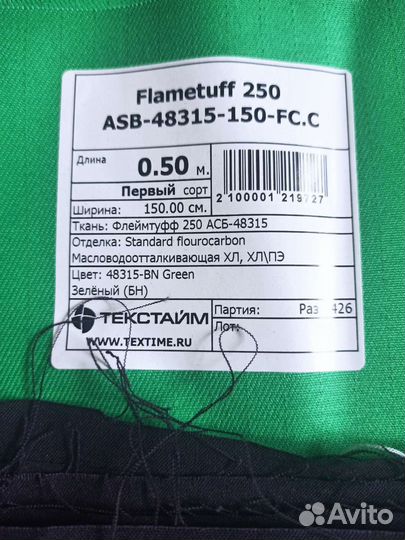 Flametuff 250
ASB-48315-150-FC.C
Длина 0.50 м.
Первый сорт
2 100001 219727
Ширина: 150.00 см.
Ткань: Флеймтуфф 250 АСБ-48315
Отделка: Standard flourocarbon
Масловодоотталкивающая ХЛ, ХЛ\ПЭ
Цвет: 48315-BN Green
Зелёный (БН)
ТЕКСТАЙМ
WWW.TEXTIME.RU
Партия: Раз 426
Лот:
Avito